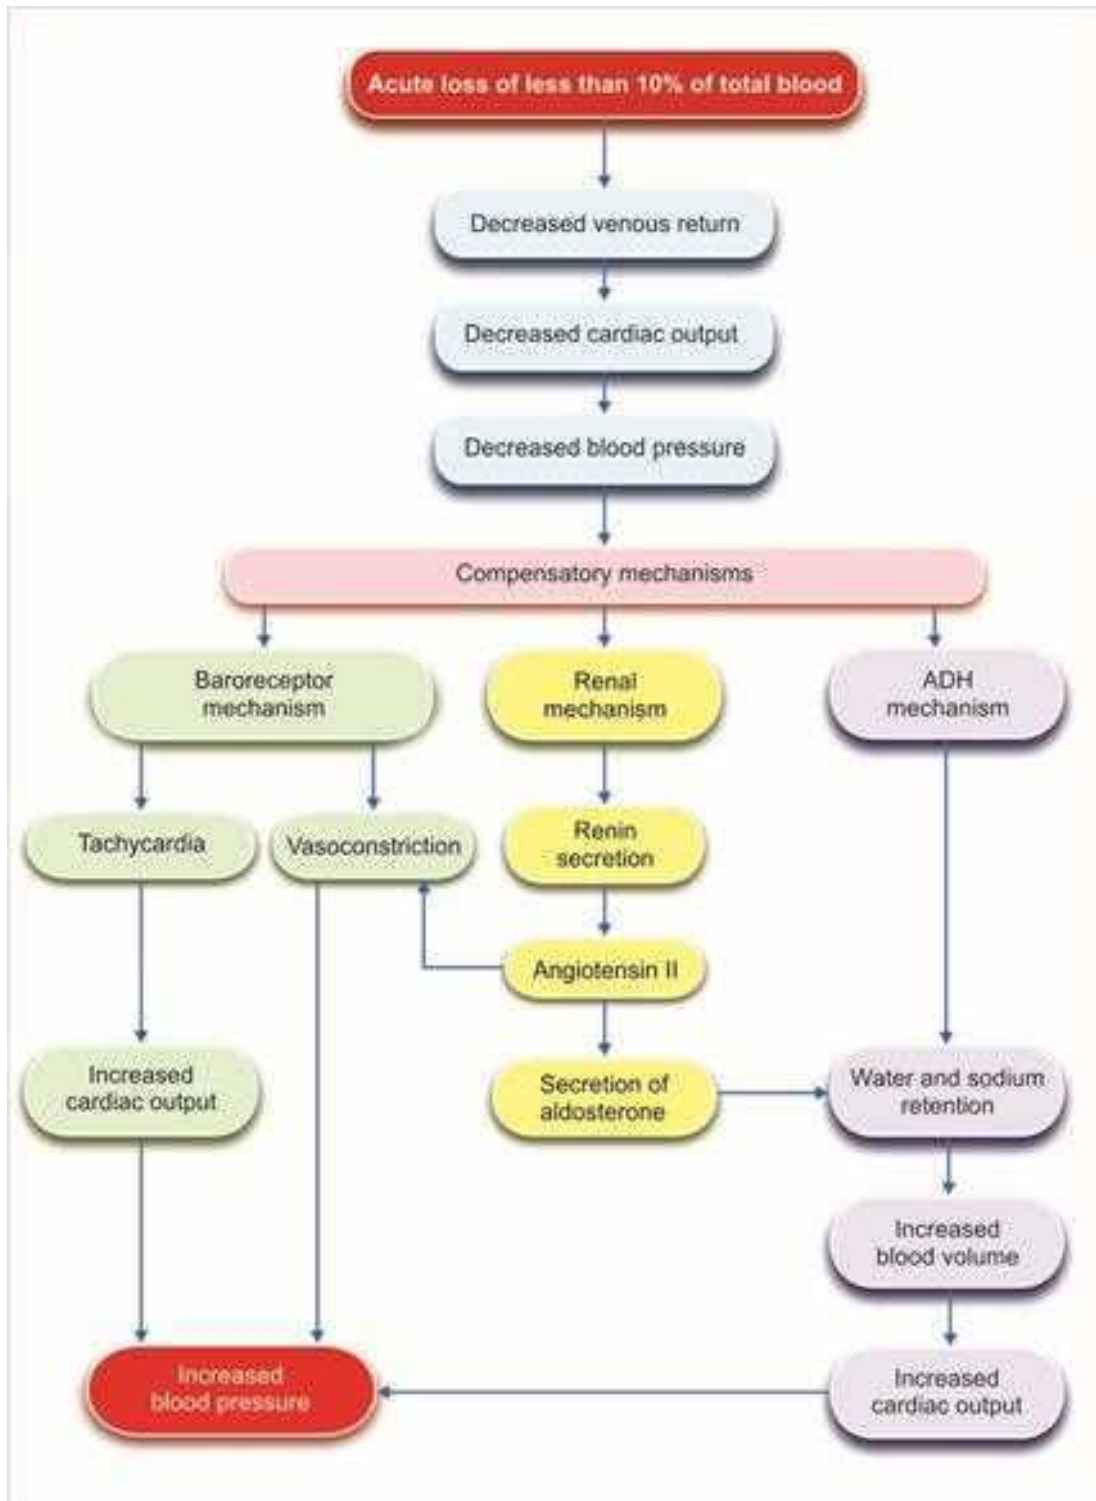 Acute loss of less than 10% of total blood
Decreased venous return
Decreased cardiac output
Decreased blood pressure
Compensatory mechanisms
Baroreceptor
mechanism
Renal
mechanism
ADH
mechanism
Tachycardia
Vasoconstriction
Renin
secretion
Angiotensin II
Increased
cardiac output
Secretion of
aldosterone
Water and sodium
retention
Increased
blood volume
Increased
blood pressure
Increased
cardiac output